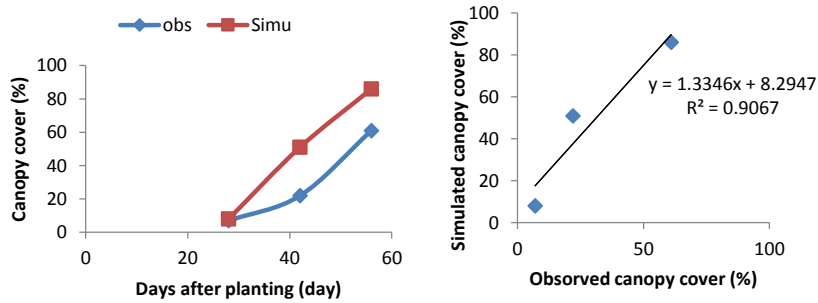 obs Simu
Canopy cover (%)
100
80
60
40
20
0
0 20 40 60
Days after planting (day)
Simulated canopy cover (%)
100
80
60
40
20
0
y = 1.3346x + 8.2947
R² = 0.9067
0 50 100
Obsorved canopy cover (%)